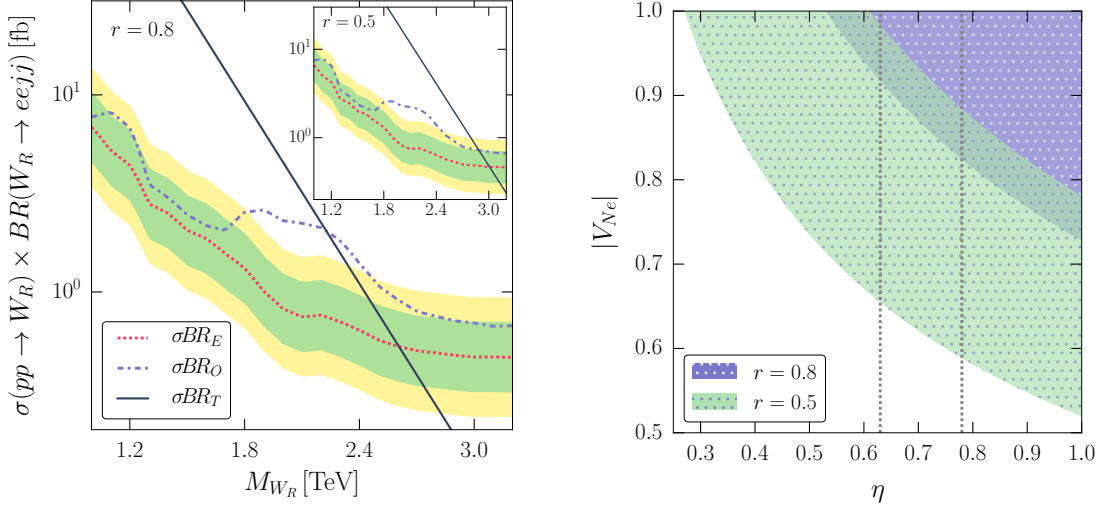 σ(pp → W_R) × BR(W_R → eejj) [fb]
10^1
10^0
r = 0.8
r = 0.5
10^1
10^0
1.2 1.8 2.4 3.0
σBR_E
σBR_O
σBR_T
1.2 1.8 2.4 3.0
M_{W_R} [TeV]
|V_{Ne}|
1.0
0.9
0.8
0.7
0.6
0.5
r = 0.8
r = 0.5
0.3 0.4 0.5 0.6 0.7 0.8 0.9 1.0
η